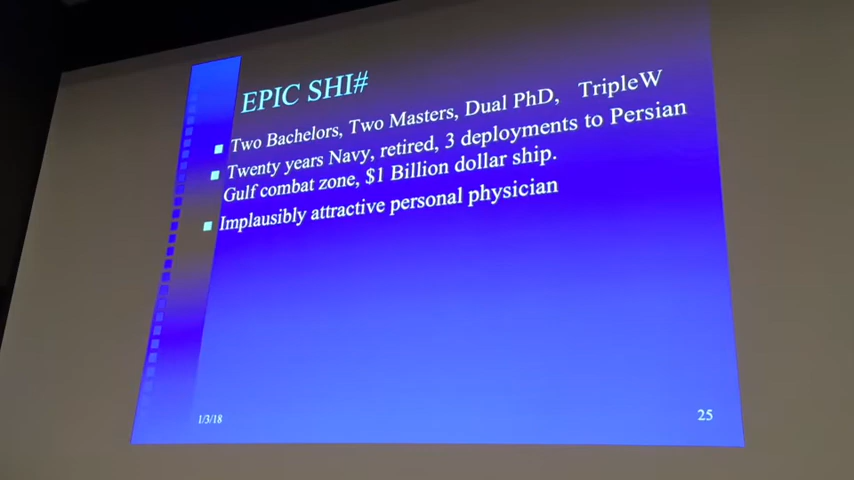 EPIC SHI#
Two Bachelors, Two Masters, Dual PhD, TripleW
Twenty years Navy, retired, 3 deployments to Persian
Gulf combat zone, $1 Billion dollar ship.
Implausibly attractive personal physician
1/3/18
25